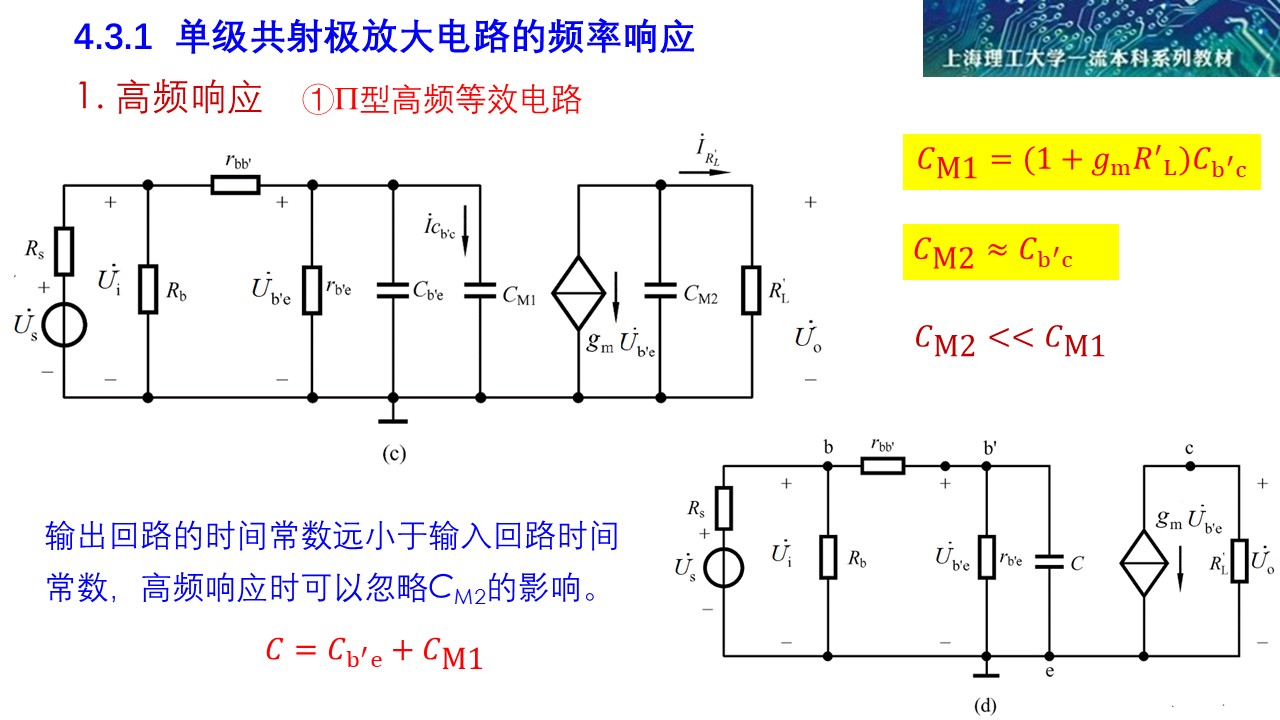 4.3.1 单级共射极放大电路的频率响应
上海理工大学一流本科系列教材
1. 高频响应 ①Π型高频等效电路
r_bb'
İ_R'L
R_s
+
U̇_s
−
+
U̇_i
−
R_b
+
U̇_b'e
−
r_b'e
C_b'e
İ_C_b'c
C_M1
g_m U̇_b'e
C_M2
R'_L
+
U̇_o
−
(c)
C_M1 = (1 + g_m R′_L)C_b′c
C_M2 ≈ C_b′c
C_M2 << C_M1
输出回路的时间常数远小于输入回路时间
常数，高频响应时可以忽略C_M2的影响。
C = C_b′e + C_M1
b
r_bb'
b'
c
R_s
+
U̇_s
−
+
U̇_i
−
R_b
+
U̇_b'e
−
r_b'e
C
g_m U̇_b'e
R'_L
+
U̇_o
−
e
(d)